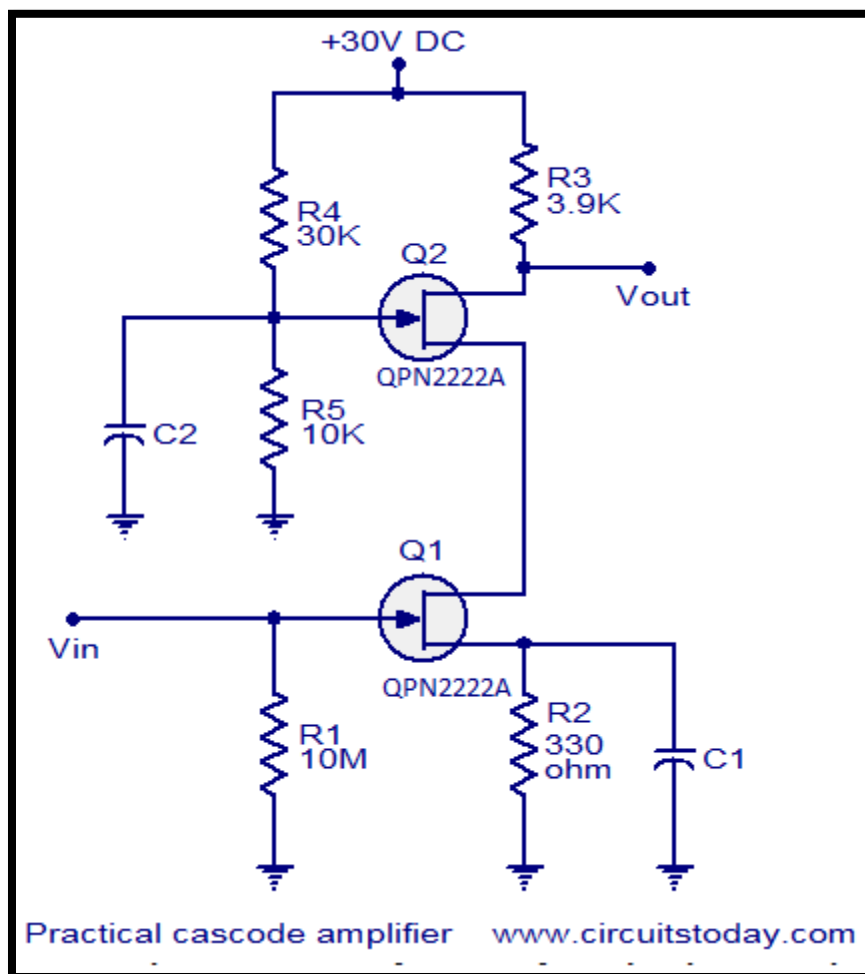 +30V DC
R4
30K
R3
3.9K
Q2
Vout
QPN2222A
R5
10K
C2
Q1
Vin
QPN2222A
R1
10M
R2
330
ohm
C1
Practical cascode amplifier www.circuitstoday.com